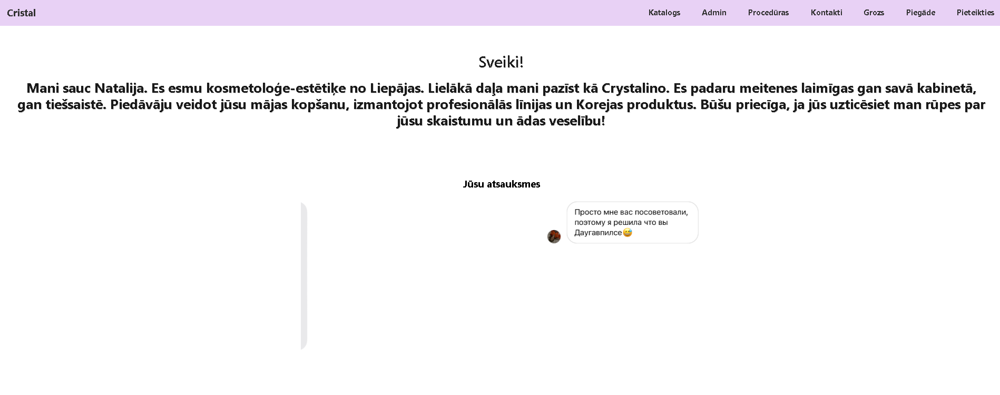 Cristal
Katalogs
Admin
Procedūras
Kontakti
Grozs
Piegāde
Pieteikties
Sveiki!
Mani sauc Natalija. Es esmu kosmetoloģe-estētiķe no Liepājas. Lielākā daļa mani pazīst kā Crystalino. Es padaru meitenes laimīgas gan savā kabinetā,
gan tiešsaistē. Piedāvāju veidot jūsu mājas kopšanu, izmantojot profesionālās līnijas un Korejas produktus. Būšu priecīga, ja jūs uzticēsiet man rūpes par
jūsu skaistumu un ādas veselību!
Jūsu atsauksmes
Просто мне вас посоветовали,
поэтому я решила что вы
Даугавпилсе😅